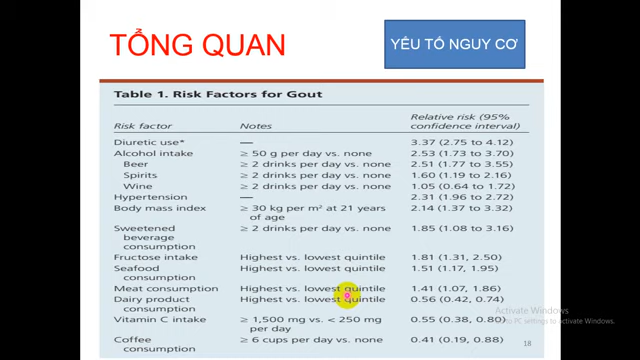 TỔNG QUAN
YẾU TỐ NGUY CƠ
Table 1. Risk Factors for Gout
Relative risk (95%
Risk factor Notes confidence interval)
Diuretic use* — 3.37 (2.75 to 4.12)
Alcohol intake ≥ 50 g per day vs. none 2.53 (1.73 to 3.70)
Beer ≥ 2 drinks per day vs. none 2.51 (1.77 to 3.55)
Spirits ≥ 2 drinks per day vs. none 1.60 (1.19 to 2.16)
Wine ≥ 2 drinks per day vs. none 1.05 (0.64 to 1.72)
Hypertension — 2.31 (1.96 to 2.72)
Body mass index ≥ 30 kg per m² at 21 years 2.14 (1.37 to 3.32)
of age
Sweetened ≥ 2 drinks per day vs. none 1.85 (1.08 to 3.16)
beverage
consumption
Fructose intake Highest vs. lowest quintile 1.81 (1.31, 2.50)
Seafood Highest vs. lowest quintile 1.51 (1.17, 1.95)
consumption
Meat consumption Highest vs. lowest quintile 1.41 (1.07, 1.86)
Dairy product Highest vs. lowest quintile 0.56 (0.42, 0.74)
consumption
Activate Windows
Vitamin C intake ≥ 1,500 mg vs. < 250 mg 0.55 (0.38, 0.80)
per day
to PC settings to activate Windows.
Coffee ≥ 6 cups per day vs. none 0.41 (0.19, 0.88)
consumption
18